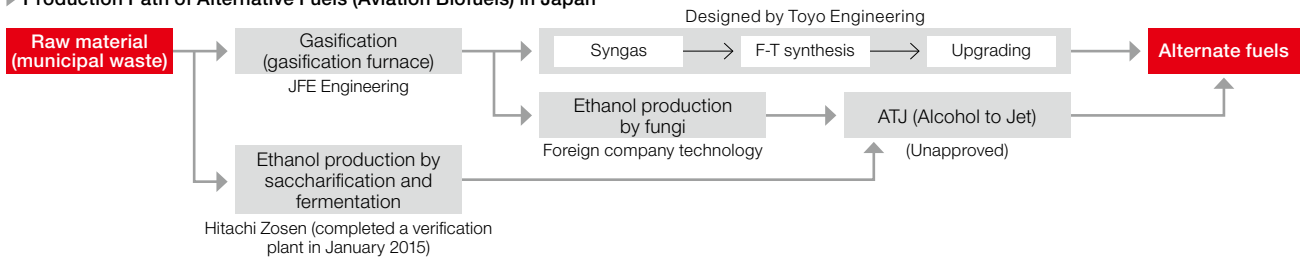 ▶ Production Path of Alternative Fuels (Aviation Biofuels) in Japan
Designed by Toyo Engineering
Raw material
(municipal waste)
Gasification
(gasification furnace)
JFE Engineering
Syngas
F-T synthesis
Upgrading
Alternate fuels
Ethanol production
by fungi
Foreign company technology
ATJ (Alcohol to Jet)
(Unapproved)
Ethanol production by
saccharification and
fermentation
Hitachi Zosen (completed a verification
plant in January 2015)